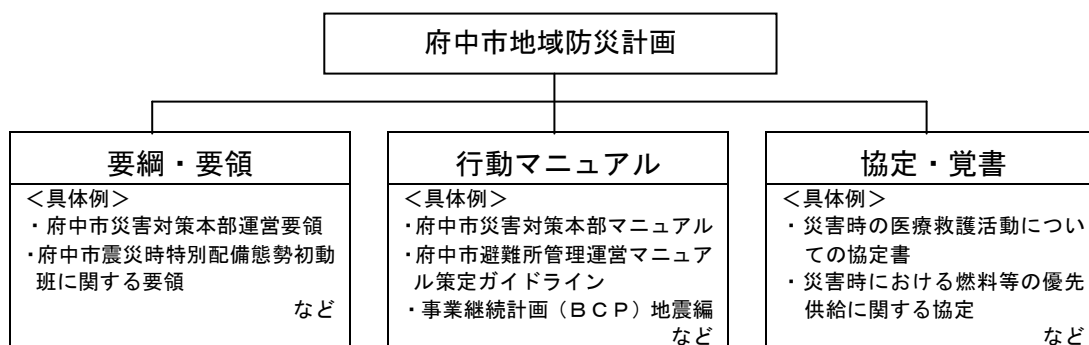 府中市地域防災計画
要綱・要領
＜具体例＞
・府中市災害対策本部運営要領
・府中市震災時特別配備態勢初動
班に関する要領
など
行動マニュアル
＜具体例＞
・府中市災害対策本部マニュアル
・府中市避難所管理運営マニュア
ル策定ガイドライン
・事業継続計画（ＢＣＰ）地震編
など
協定・覚書
＜具体例＞
・災害時の医療救護活動につい
ての協定書
・災害時における燃料等の優先
供給に関する協定
など